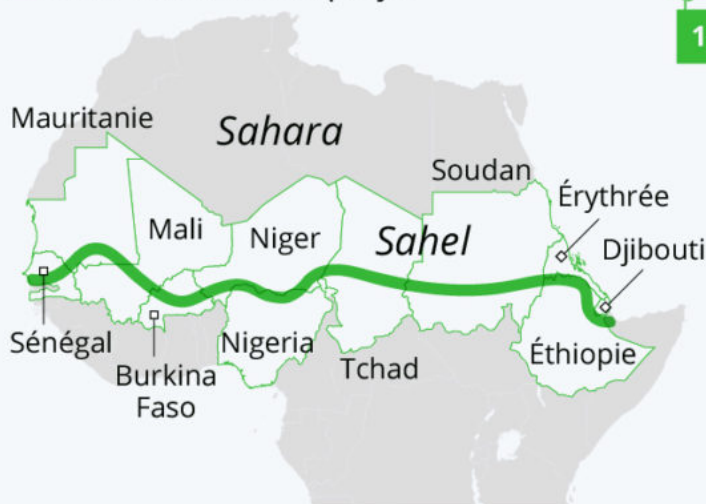 1
Mauritanie
Sahara
Soudan
Érythrée
Mali
Niger
Sahel
Djibouti
Sénégal
Burkina
Faso
Nigeria
Tchad
Éthiopie